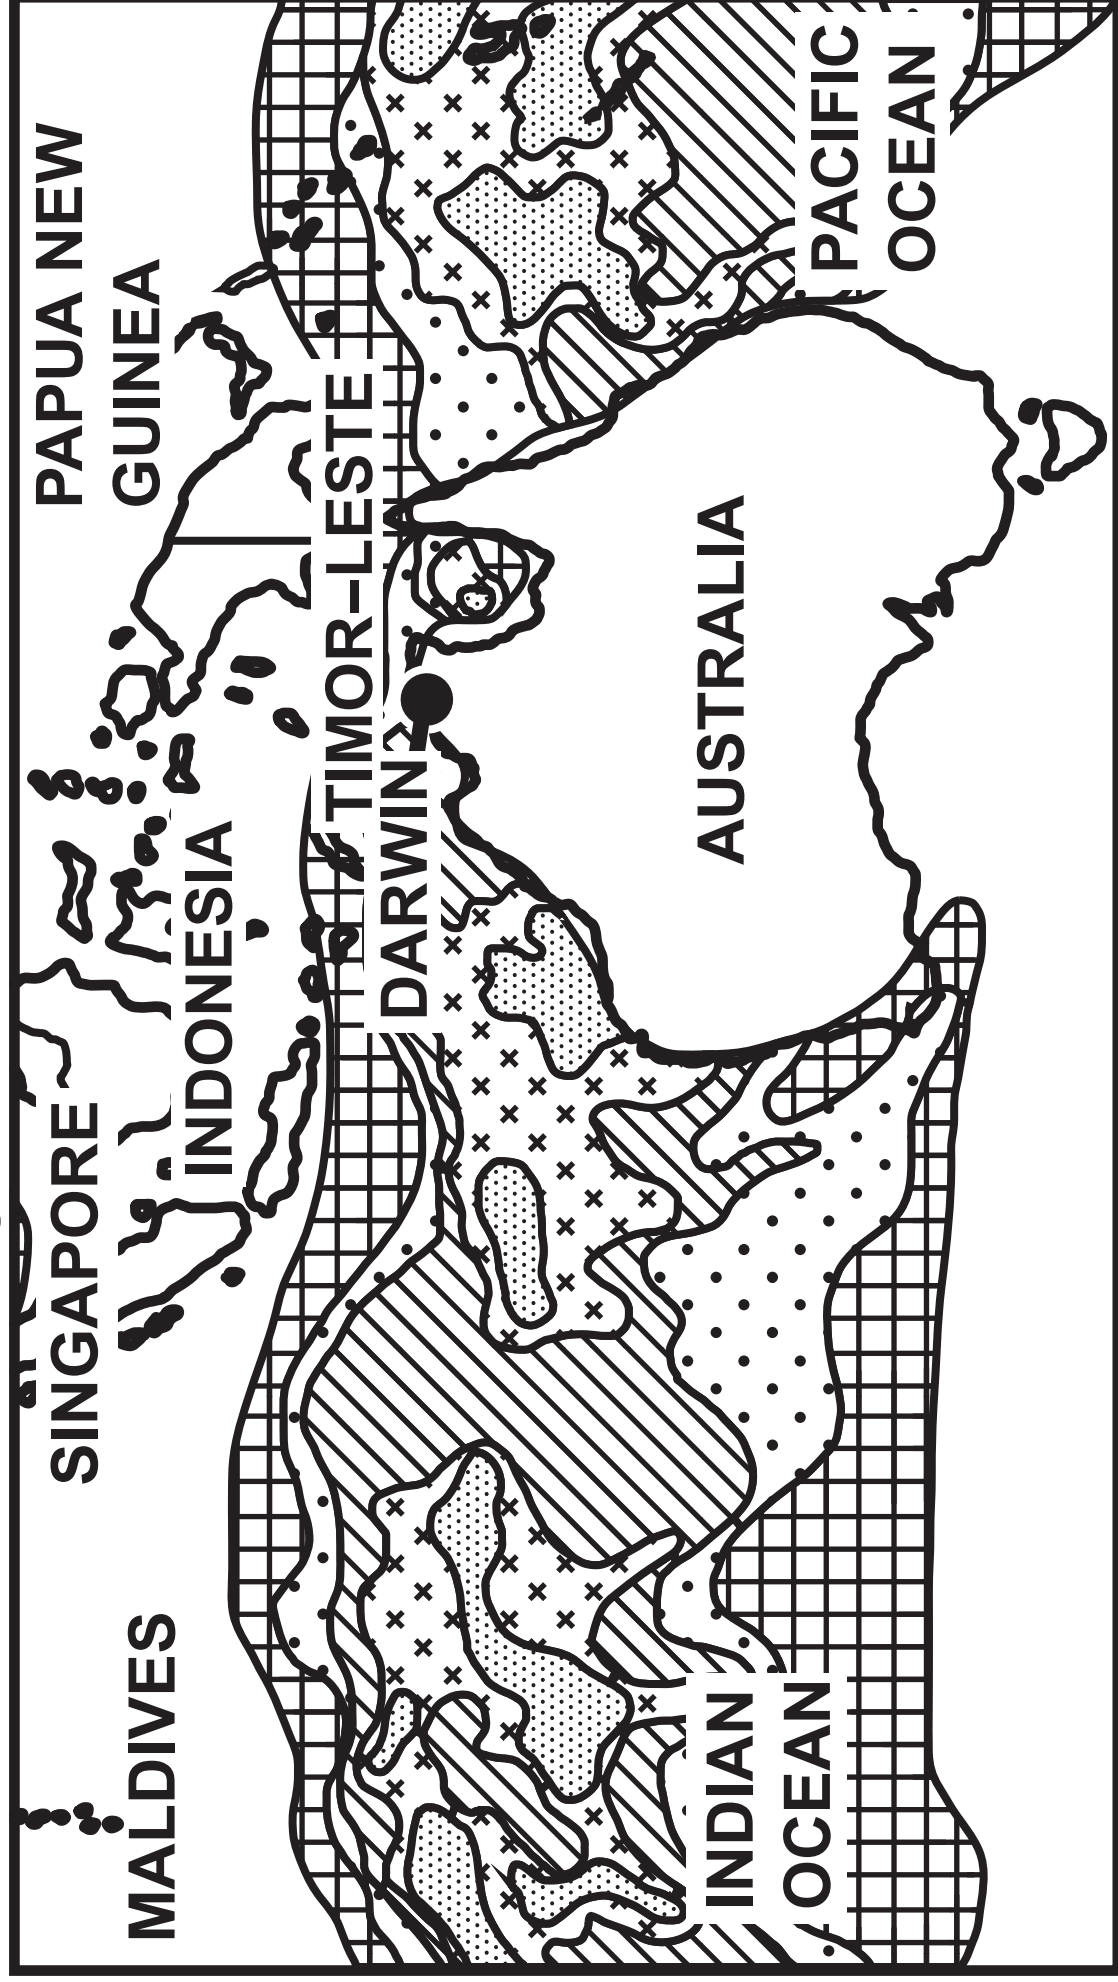 MALDIVES
SINGAPORE
INDONESIA
PAPUA NEW
GUINEA
TIMOR–LESTE
DARWIN
AUSTRALIA
INDIAN
OCEAN
PACIFIC
OCEAN